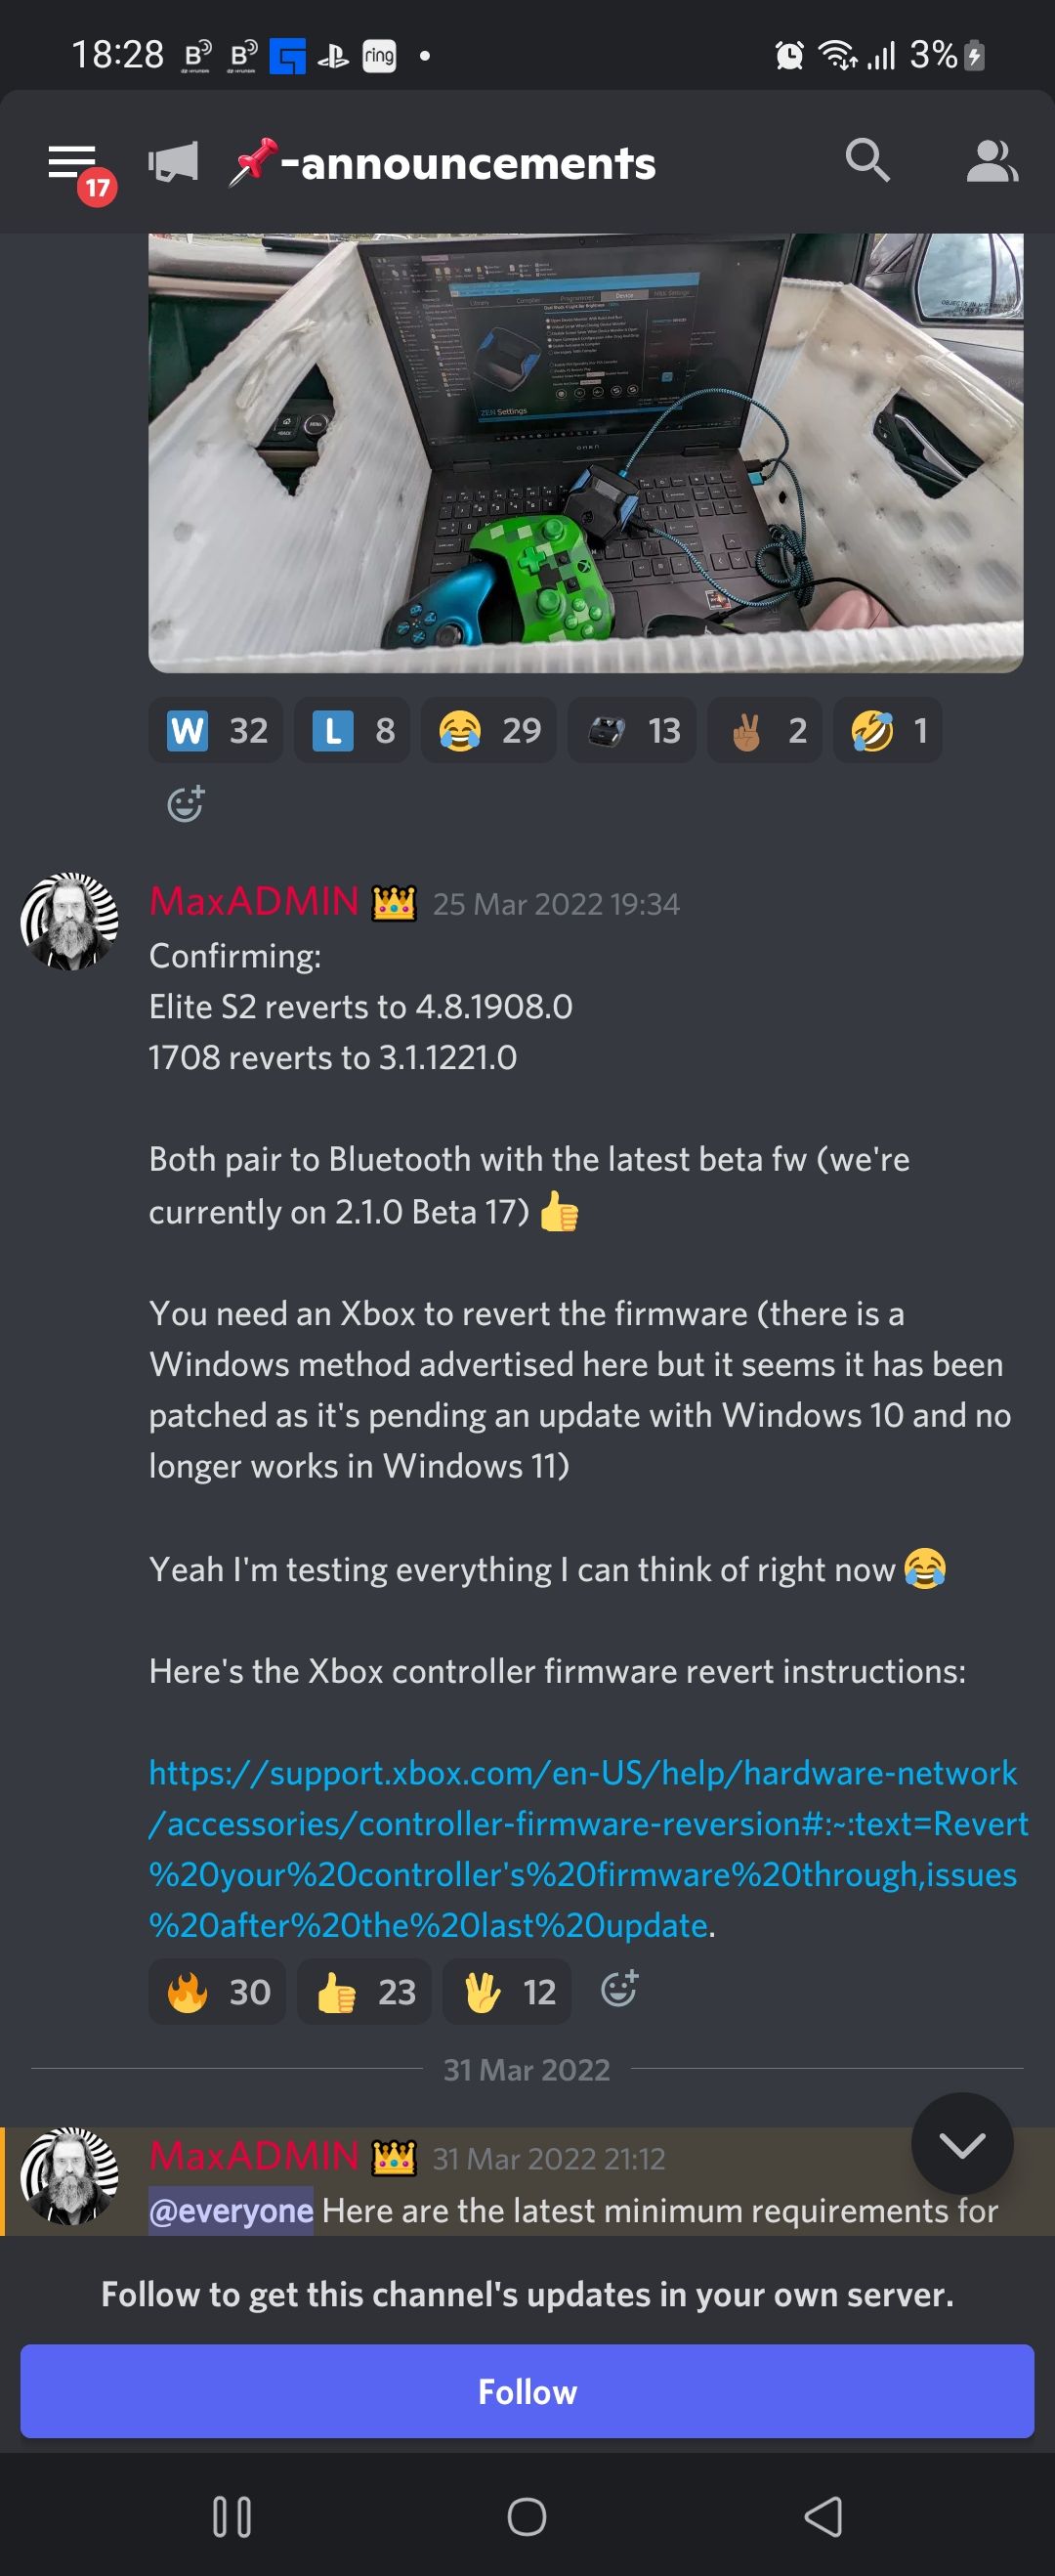 18:28
ring
3%
17
-announcements
Library
Compiler
Programmer
Device
ZEN Settings
omen
W 32
L 8
29
13
2
1
MaxADMIN 25 Mar 2022 19:34
Confirming:
Elite S2 reverts to 4.8.1908.0
1708 reverts to 3.1.1221.0
Both pair to Bluetooth with the latest beta fw (we're
currently on 2.1.0 Beta 17)
You need an Xbox to revert the firmware (there is a
Windows method advertised here but it seems it has been
patched as it's pending an update with Windows 10 and no
longer works in Windows 11)
Yeah I'm testing everything I can think of right now
Here's the Xbox controller firmware revert instructions:
https://support.xbox.com/en-US/help/hardware-network
/accessories/controller-firmware-reversion#:~:text=Revert
%20your%20controller's%20firmware%20through,issues
%20after%20the%20last%20update.
30
23
12
31 Mar 2022
MaxADMIN 31 Mar 2022 21:12
@everyone Here are the latest minimum requirements for
Follow to get this channel's updates in your own server.
Follow